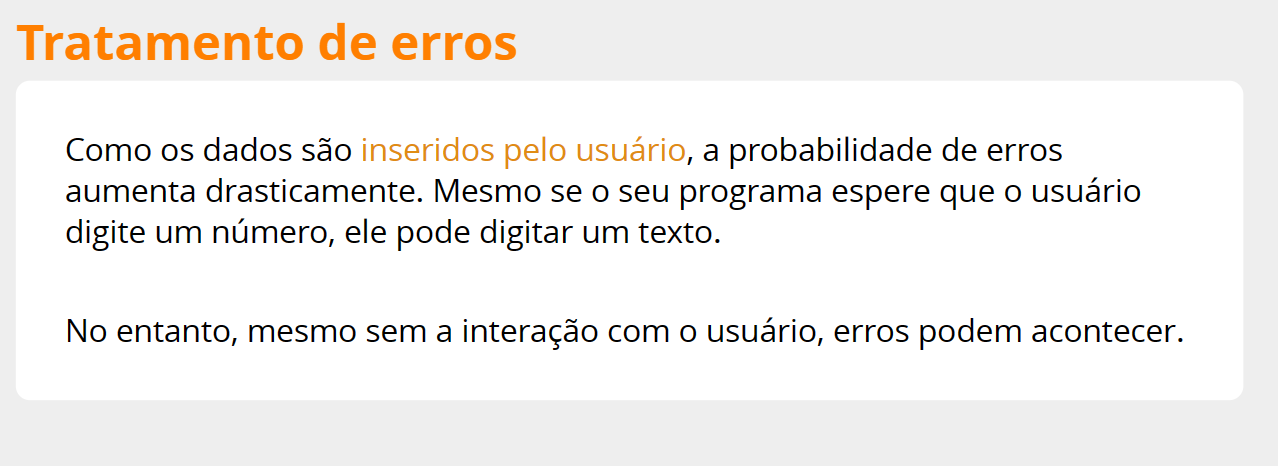 Tratamento de erros
Como os dados são inseridos pelo usuário, a probabilidade de erros
aumenta drasticamente. Mesmo se o seu programa espere que o usuário
digite um número, ele pode digitar um texto.
No entanto, mesmo sem a interação com o usuário, erros podem acontecer.